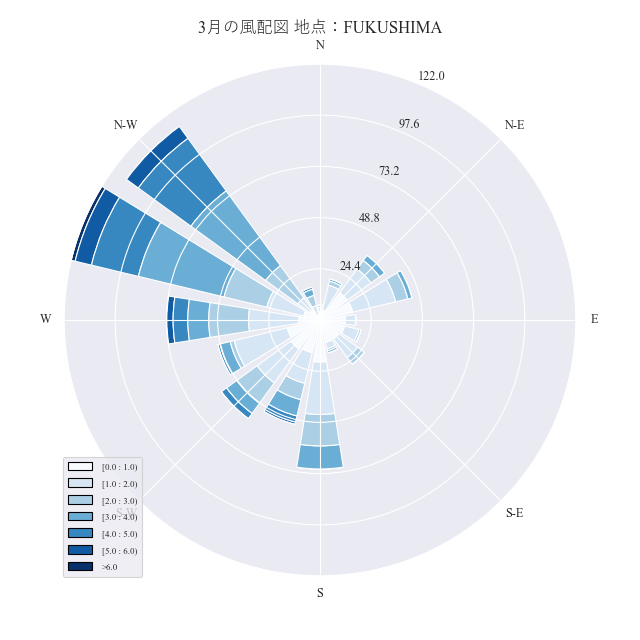 3月の風配図 地点：FUKUSHIMA
N
122.0
N-W
N-E
97.6
73.2
48.8
24.4
W
E
[0.0 : 1.0)
[1.0 : 2.0)
[2.0 : 3.0)
[3.0 : 4.0)
[4.0 : 5.0)
[5.0 : 6.0)
>6.0
S-W
S-E
S